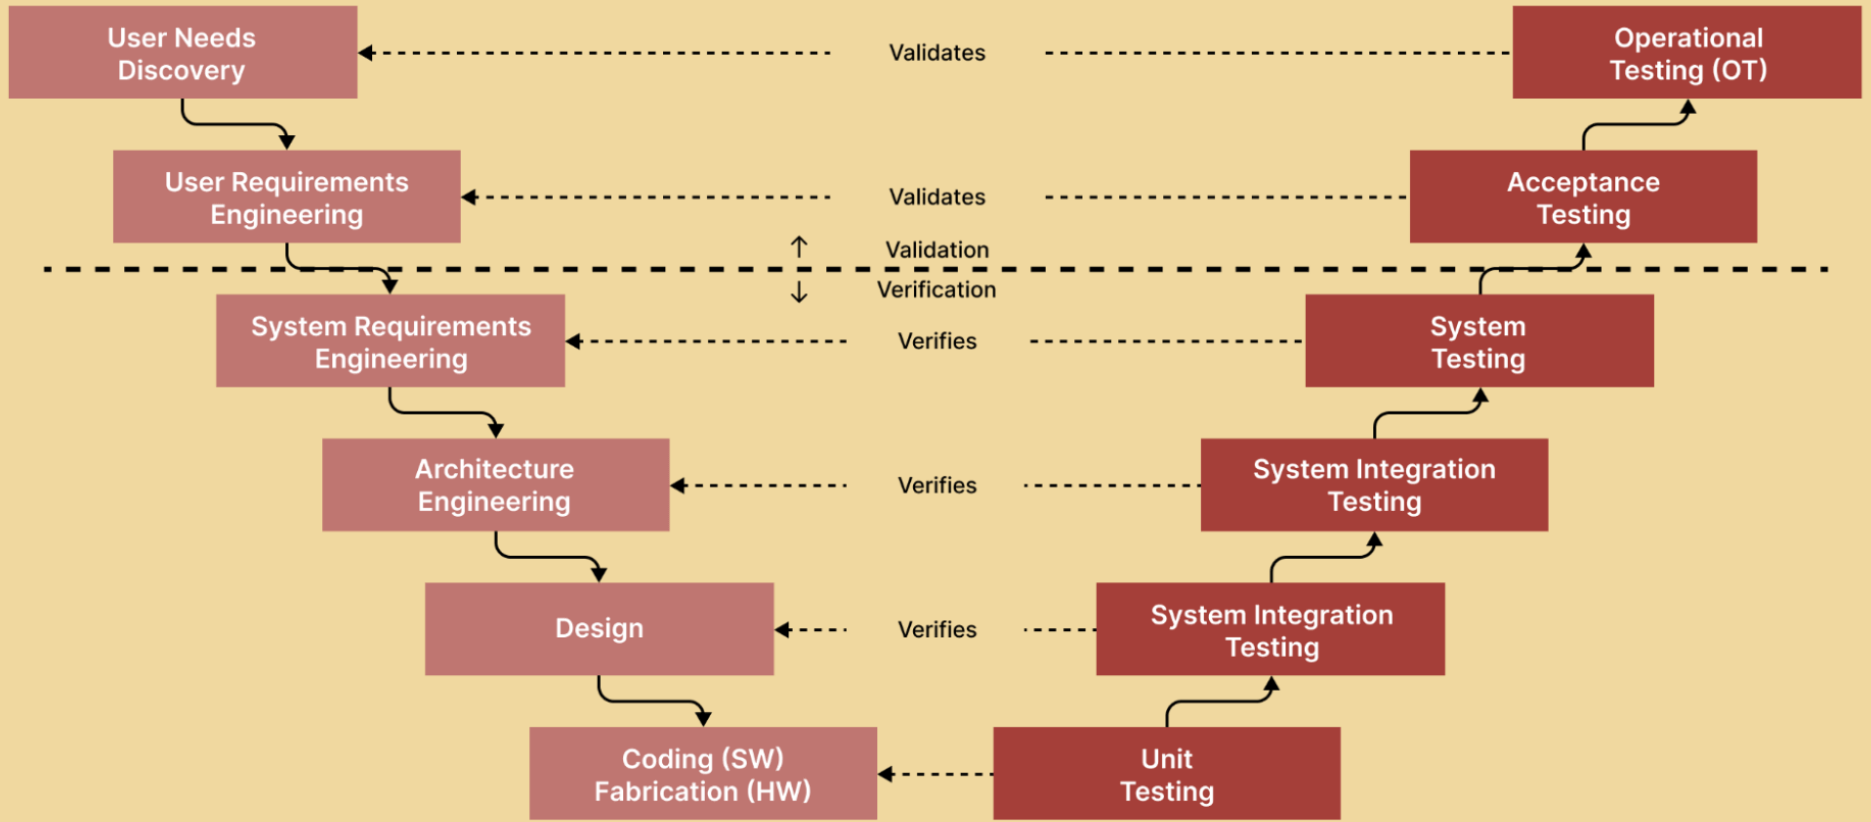 User Needs
Discovery
Validates
Operational
Testing (OT)
User Requirements
Engineering
Validates
Acceptance
Testing
↑ Validation
↓ Verification
System Requirements
Engineering
Verifies
System
Testing
Architecture
Engineering
Verifies
System Integration
Testing
Design
Verifies
System Integration
Testing
Coding (SW)
Fabrication (HW)
Unit
Testing